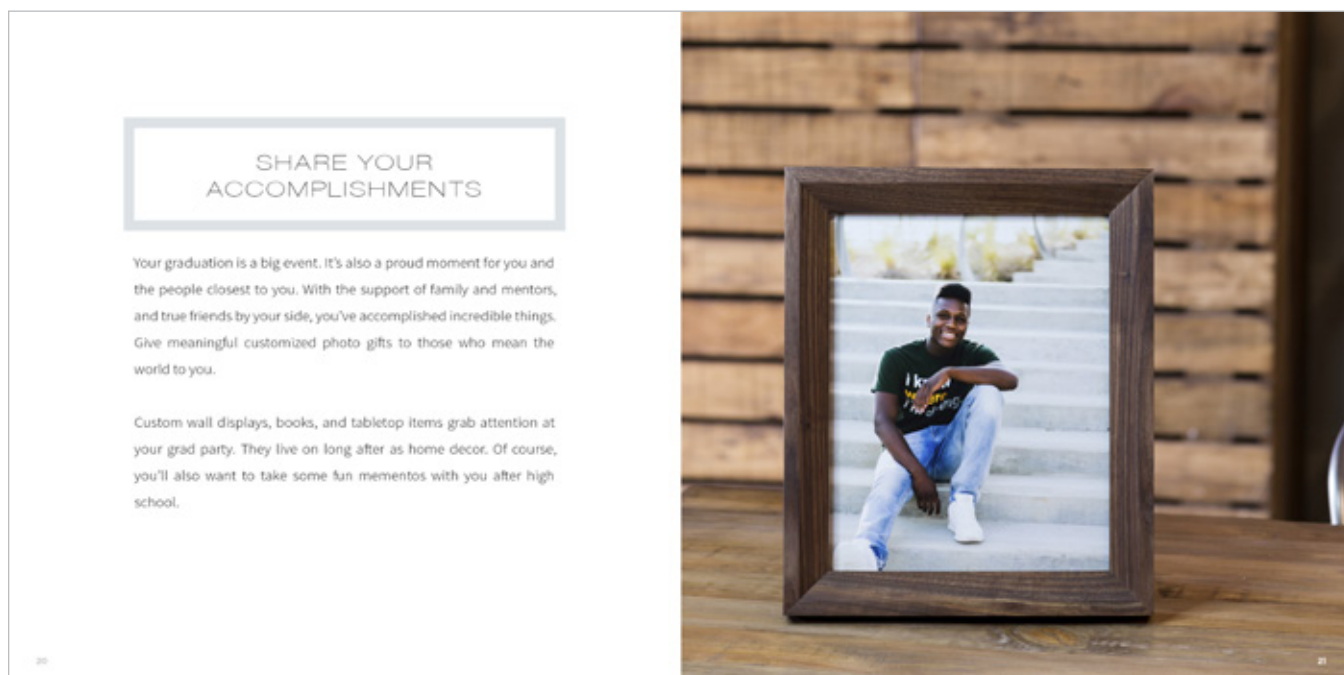 SHARE YOUR
ACCOMPLISHMENTS
Your graduation is a big event. It's also a proud moment for you and
the people closest to you. With the support of family and mentors,
and true friends by your side, you've accomplished incredible things.
Give meaningful customized photo gifts to those who mean the
world to you.
Custom wall displays, books, and tabletop items grab attention at
your grad party. They live on long after as home decor. Of course,
you'll also want to take some fun mementos with you after high
school.
i
20
21